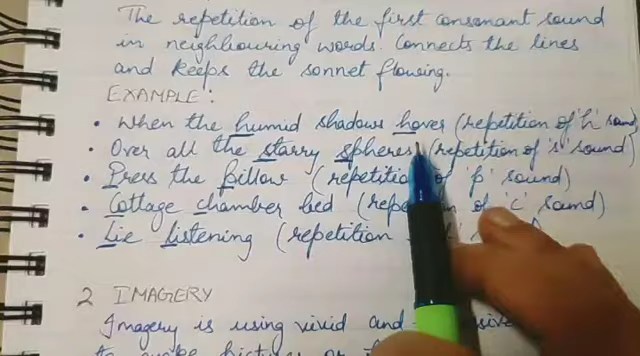 The repetition of the first consonant sound
in neighbouring words. Connects the lines
and keeps the sonnet flowing.
EXAMPLE:
• When the humid shadows hover (repetition of 'h' sound
• Over all the starry spheres (repetition of 's' sound)
• Press the pillow (repetition of 'p' sound)
• Cottage chamber bed (repetition of 'c' sound)
• Lie listening (repetition
2 IMAGERY
Imagery is using vivid and